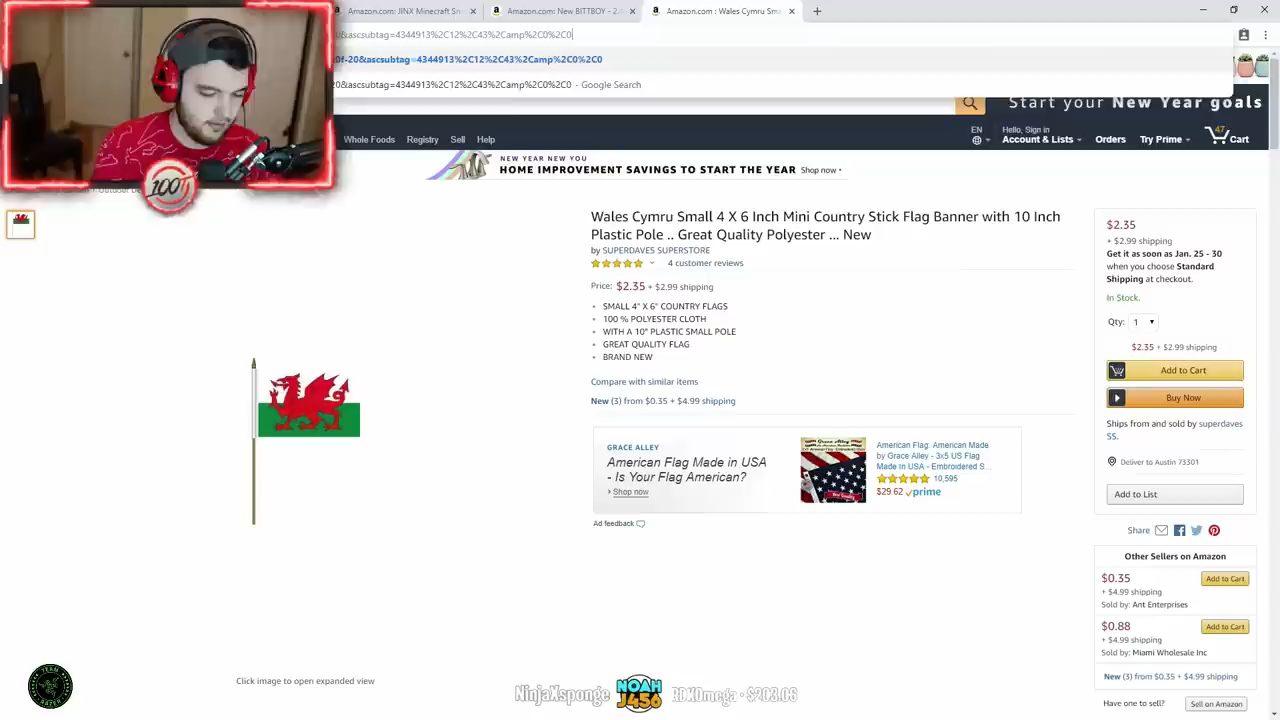 Amazon.com: JINX Minecraft Sn
Amazon.com: New BITTBOY - 2.
Amazon.com : Wales Cymru Sm
&ascsubtag=4344913%2C12%2C43%2Camp%2C0%2C0
0f-20&ascsubtag=4344913%2C12%2C43%2Camp%2C0%2C0
20&ascsubtag=4344913%2C12%2C43%2Camp%2C0%2C0 - Google Search
Start your New Year goals
Whole Foods Registry Sell Help
EN
Hello, Sign in
Account & Lists Orders Try Prime 47 Cart
NEW YEAR NEW YOU
HOME IMPROVEMENT SAVINGS TO START THE YEAR Shop now
100T
Wales Cymru Small 4 X 6 Inch Mini Country Stick Flag Banner with 10 Inch
Plastic Pole .. Great Quality Polyester ... New
by SUPERDAVES SUPERSTORE
4 customer reviews
Price: $2.35 + $2.99 shipping
SMALL 4" X 6" COUNTRY FLAGS
100 % POLYESTER CLOTH
WITH A 10" PLASTIC SMALL POLE
GREAT QUALITY FLAG
BRAND NEW
Compare with similar items
New (3) from $0.35 + $4.99 shipping
GRACE ALLEY
American Flag Made in USA
- Is Your Flag American?
Shop now
American Flag: American Made
by Grace Alley - 3x5 US Flag
Made in USA - Embroidered S...
10,595
$29.62 prime
Ad feedback
$2.35
+ $2.99 shipping
Get it as soon as Jan. 25 - 30
when you choose Standard
Shipping at checkout.
In Stock.
Qty: 1
$2.35 + $2.99 shipping
Add to Cart
Buy Now
Ships from and sold by superdaves
SS.
Deliver to Austin 73301
Add to List
Share
Other Sellers on Amazon
$0.35 Add to Cart
+ $4.99 shipping
Sold by: Ant Enterprises
$0.88 Add to Cart
+ $4.99 shipping
Sold by: Miami Wholesale Inc
New (3) from $0.35 + $4.99 shipping
Have one to sell? Sell on Amazon
Click image to open expanded view
TEAM
RAZER
NinjaXsponge NOAH J456 RDKOmega · $203.06